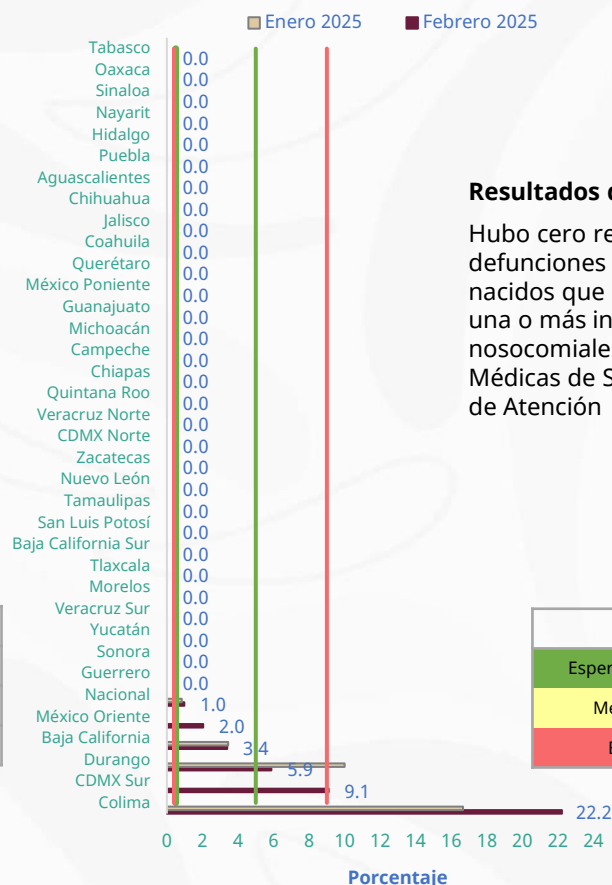 Enero 2025 Febrero 2025
Tabasco 0.0
Oaxaca 0.0
Sinaloa 0.0
Nayarit 0.0
Hidalgo 0.0
Puebla 0.0
Aguascalientes 0.0
Chihuahua 0.0
Jalisco 0.0
Coahuila 0.0
Querétaro 0.0
México Poniente 0.0
Guanajuato 0.0
Michoacán 0.0
Campeche 0.0
Chiapas 0.0
Quintana Roo 0.0
Veracruz Norte 0.0
CDMX Norte 0.0
Zacatecas 0.0
Nuevo León 0.0
Tamaulipas 0.0
San Luis Potosí 0.0
Baja California Sur 0.0
Tlaxcala 0.0
Morelos 0.0
Veracruz Sur 0.0
Yucatán 0.0
Sonora 0.0
Guerrero 0.0
Nacional 1.0
México Oriente 2.0
Baja California 3.4
Durango 5.9
CDMX Sur 9.1
Colima 22.2
0 2 4 6 8 10 12 14 16 18 20 22 24
Porcentaje
Resultados
Hubo cero
defunciones
nacidos que
una o más
nosocomiales
Médicas de
de Atención